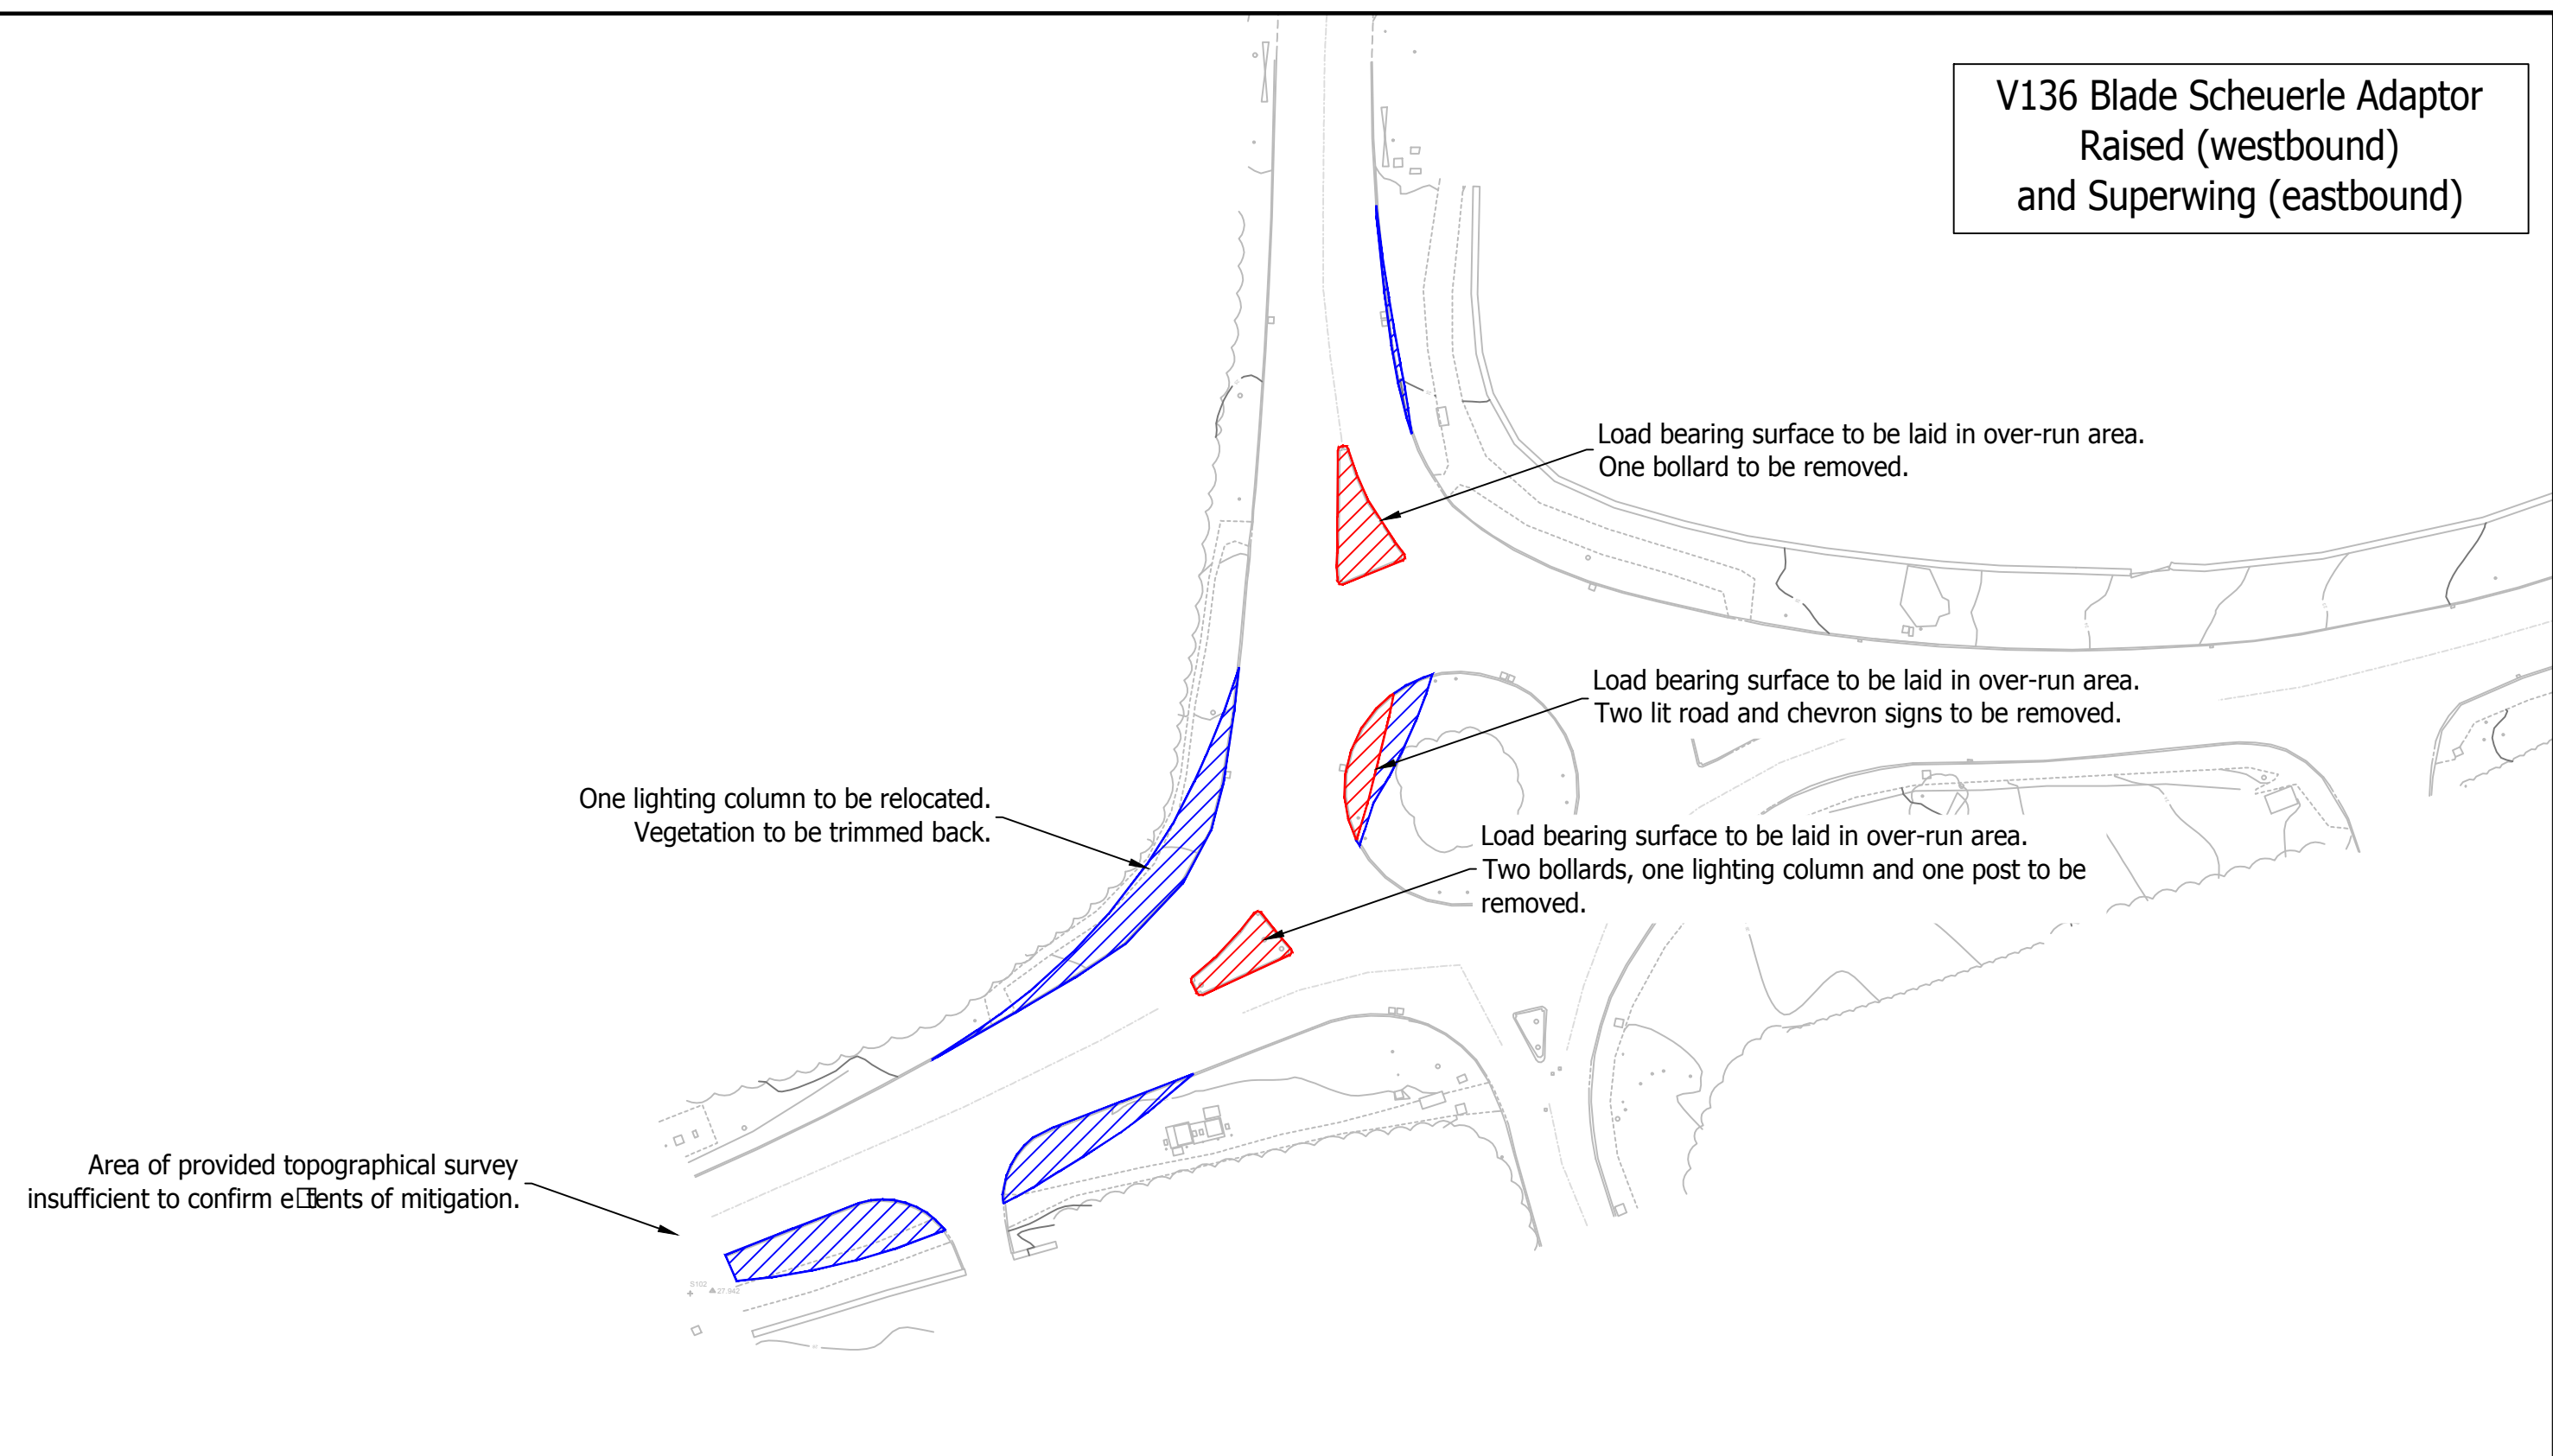 V136 Blade Scheuerle Adaptor
Raised (westbound)
and Superwing (eastbound)
Load bearing surface to be laid in over-run area.
One bollard to be removed.
Load bearing surface to be laid in over-run area.
Two lit road and chevron signs to be removed.
One lighting column to be relocated.
Vegetation to be trimmed back.
Load bearing surface to be laid in over-run area.
Two bollards, one lighting column and one post to be
removed.
Area of provided topographical survey
insufficient to confirm e□tents of mitigation.
S102
27.942